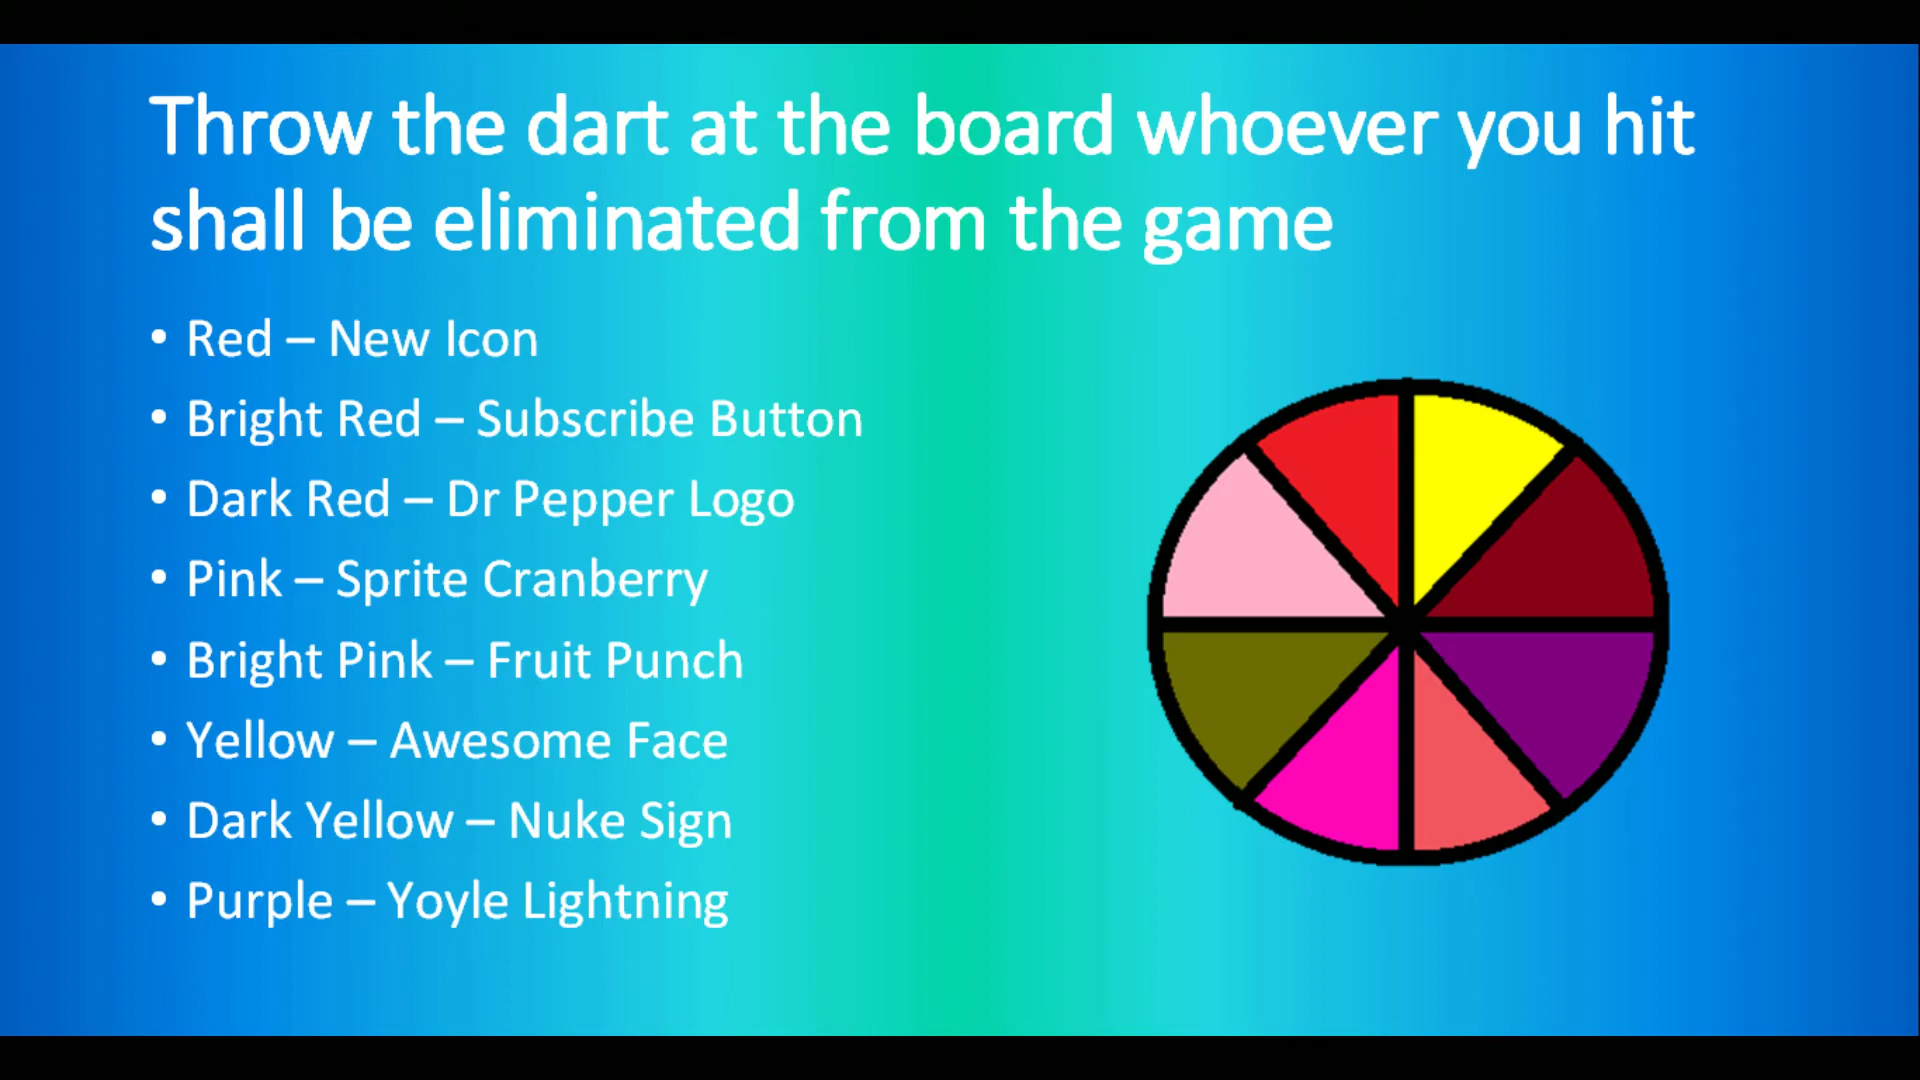 Throw the dart at the board whoever you hit
shall be eliminated from the game
• Red – New Icon
• Bright Red – Subscribe Button
• Dark Red – Dr Pepper Logo
• Pink – Sprite Cranberry
• Bright Pink – Fruit Punch
• Yellow – Awesome Face
• Dark Yellow – Nuke Sign
• Purple – Yoyle Lightning